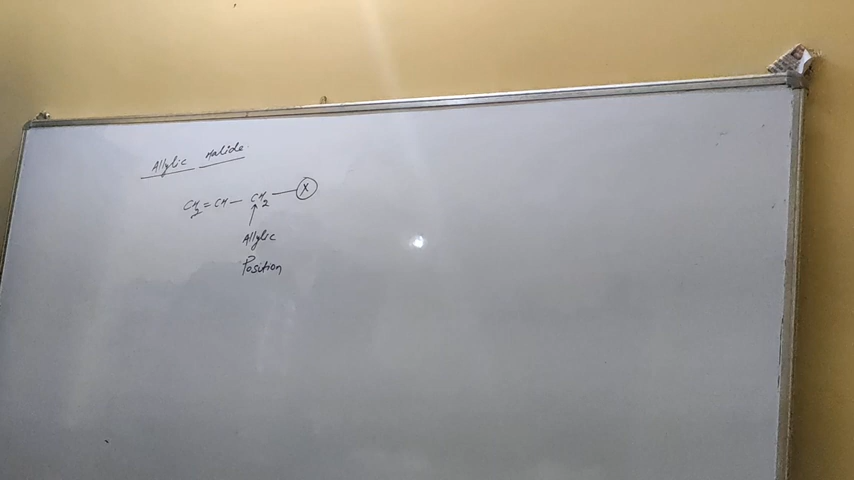 Allylic Halide
CH2=CH—CH2—X
Allylic
Position